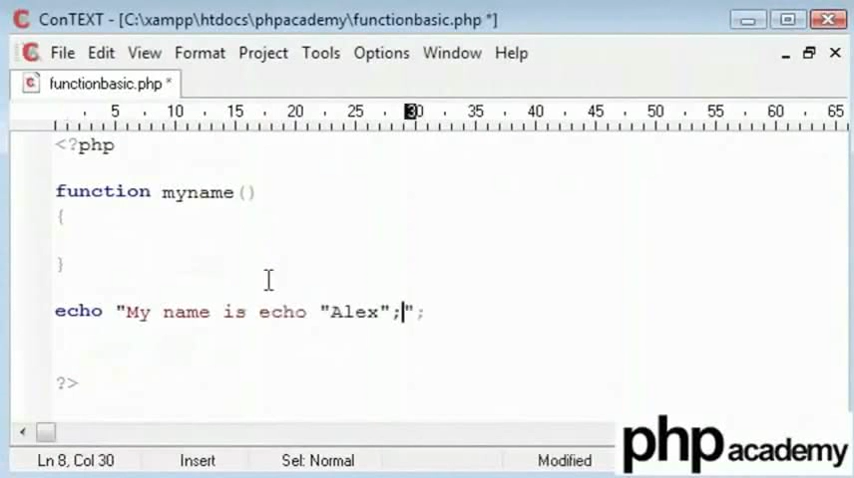 ConTEXT - [C:\xampp\htdocs\phpacademy\functionbasic.php *]
File Edit View Format Project Tools Options Window Help
functionbasic.php *
5 10 15 20 25 30 35 40 45 50 55 60 65
<?php
function myname()
{
}
echo "My name is echo "Alex";";
?>
Ln 8, Col 30 Insert Sel: Normal Modified
php academy